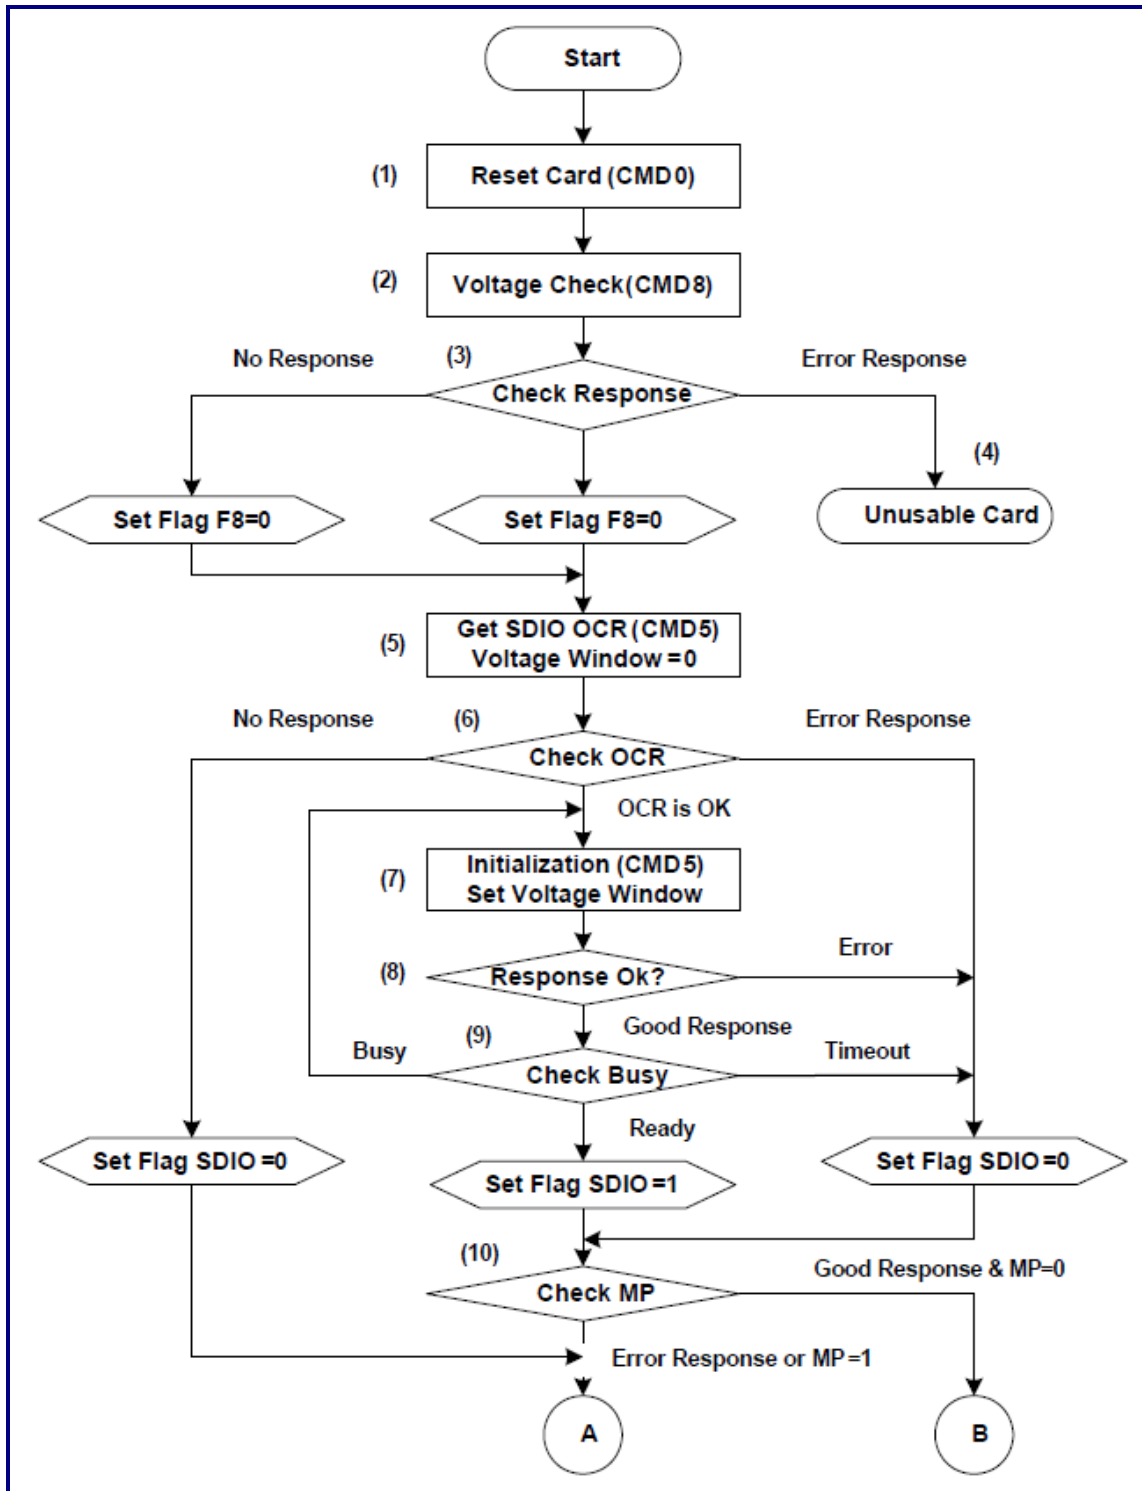 Start
(1)
Reset Card (CMD0)
(2)
Voltage Check(CMD8)
No Response
(3)
Error Response
Check Response
(4)
Set Flag F8=0
Set Flag F8=0
Unusable Card
(5)
Get SDIO OCR (CMD5)
Voltage Window =0
No Response
(6)
Error Response
Check OCR
OCR is OK
(7)
Initialization (CMD5)
Set Voltage Window
(8)
Response Ok?
Error
Good Response
(9)
Busy
Timeout
Check Busy
Ready
Set Flag SDIO =0
Set Flag SDIO =1
Set Flag SDIO =0
(10)
Good Response & MP=0
Check MP
Error Response or MP =1
A
B